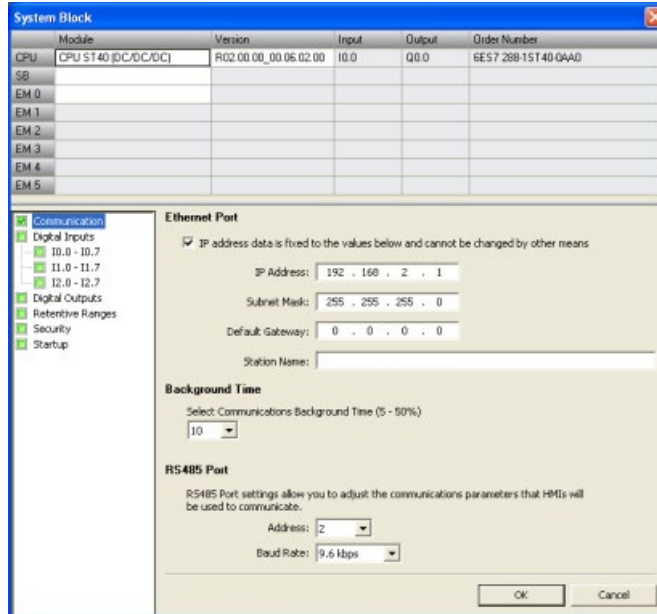 System Block
Module Version Input Output Order Number
CPU CPU ST40 (DC/DC/DC) R02.00.00_00.06.02.00 I0.0 Q0.0 6ES7 288-1ST40-0AA0
SB
EM 0
EM 1
EM 2
EM 3
EM 4
EM 5
Communication
Digital Inputs
I0.0 - I0.7
I1.0 - I1.7
I2.0 - I2.7
Digital Outputs
Retentive Ranges
Security
Startup
Ethernet Port
IP address data is fixed to the values below and cannot be changed by other means
IP Address: 192 . 168 . 2 . 1
Subnet Mask: 255 . 255 . 255 . 0
Default Gateway: 0 . 0 . 0 . 0
Station Name:
Background Time
Select Communications Background Time (5 - 50%)
10
RS485 Port
RS485 Port settings allow you to adjust the communications parameters that HMIs will
be used to communicate.
Address: 2
Baud Rate: 9.6 kbps
OK Cancel